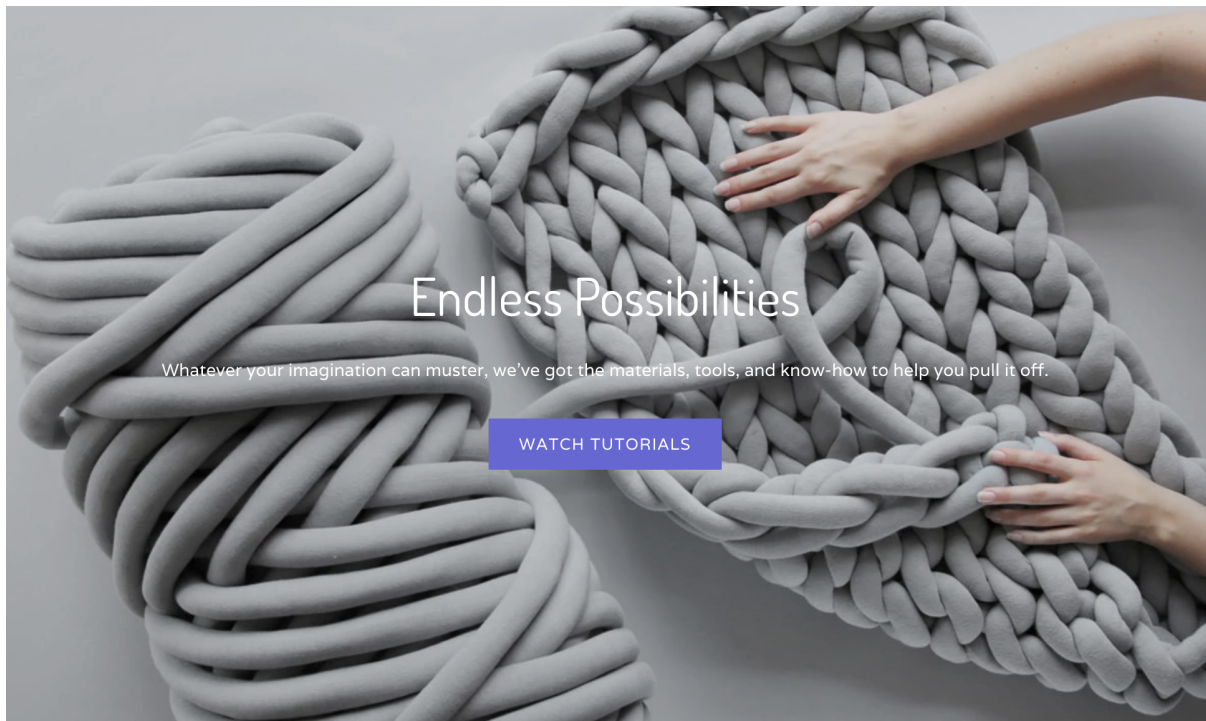 Endless Possibilities
Whatever your imagination can muster, we've got the materials, tools, and know-how to help you pull it off.
WATCH TUTORIALS